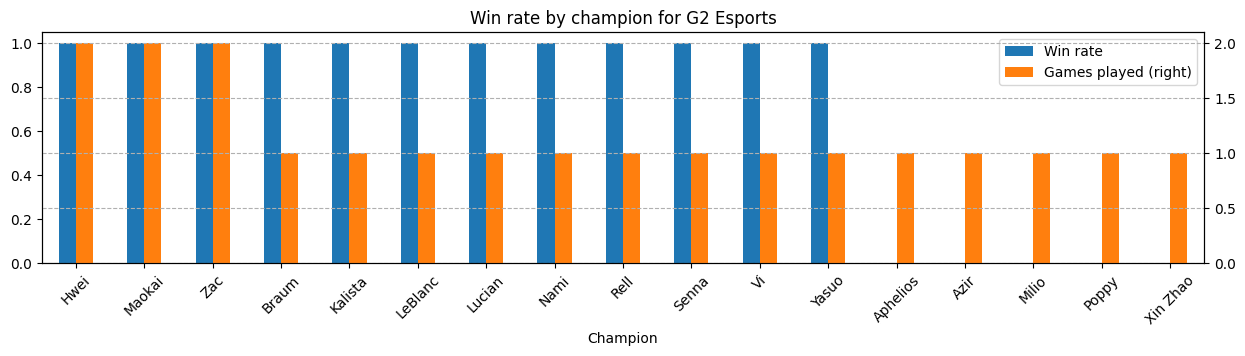 Win rate by champion for G2 Esports
Win rate
Games played (right)
1.0
0.8
0.6
0.4
0.2
0.0
2.0
1.5
1.0
0.5
0.0
Hwei
Maokai
Zac
Braum
Kalista
LeBlanc
Lucian
Nami
Rell
Senna
Vi
Yasuo
Aphelios
Azir
Milio
Poppy
Xin Zhao
Champion